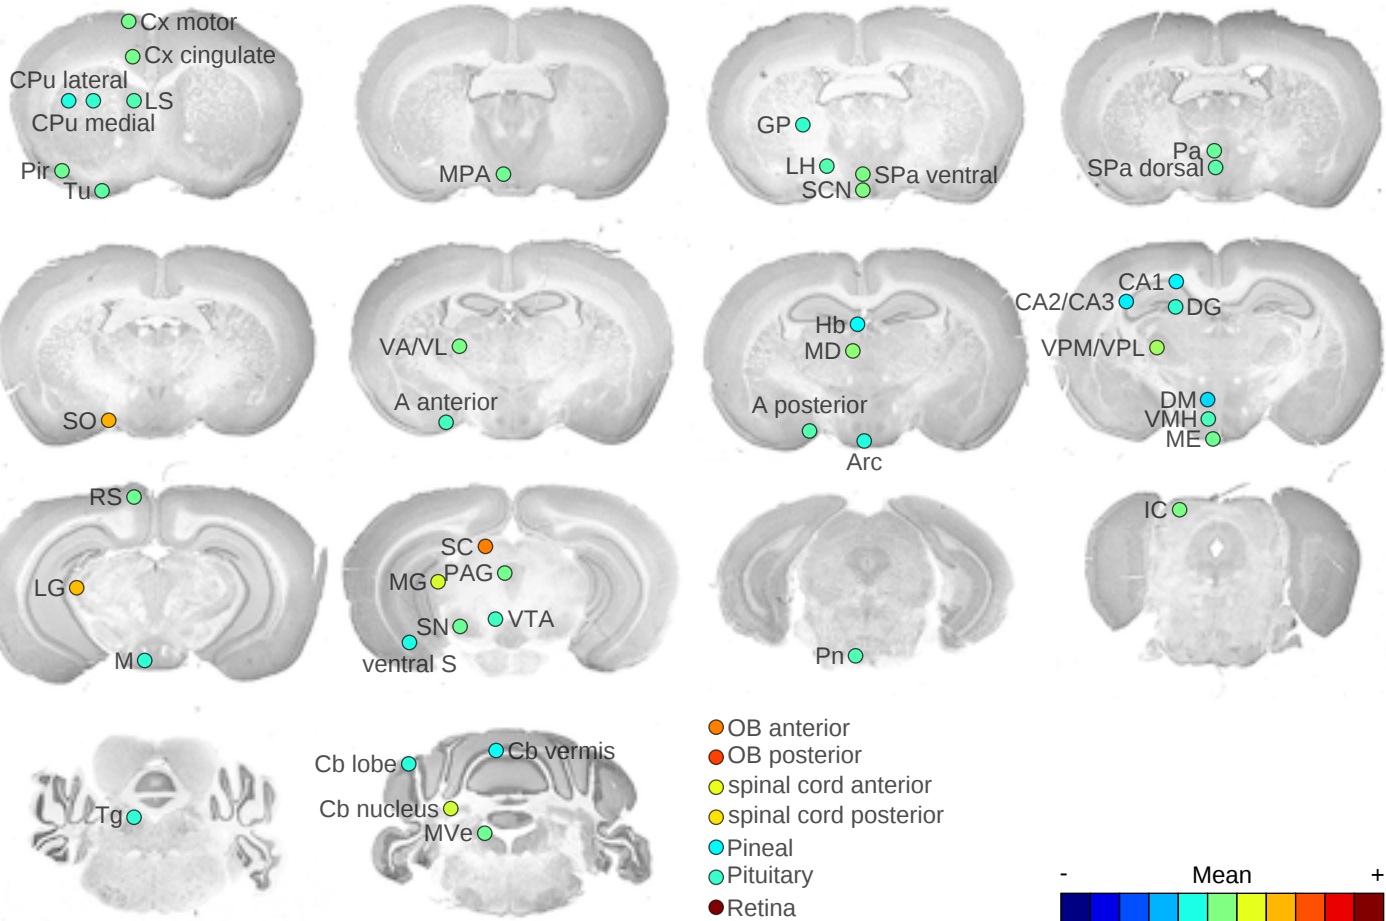 Cx motor
Cx cingulate
CPu lateral
LS
CPu medial
Pir
Tu
MPA
GP
LH
SPa ventral
SCN
Pa
SPa dorsal
SO
VA/VL
A anterior
Hb
MD
A posterior
Arc
CA1
CA2/CA3
DG
VPM/VPL
DM
VMH
ME
RS
LG
M
SC
PAG
MG
VTA
SN
ventral S
Pn
IC
Tg
Cb lobe
Cb vermis
Cb nucleus
MVe
OB anterior
OB posterior
spinal cord anterior
spinal cord posterior
Pineal
Pituitary
Retina
- Mean +